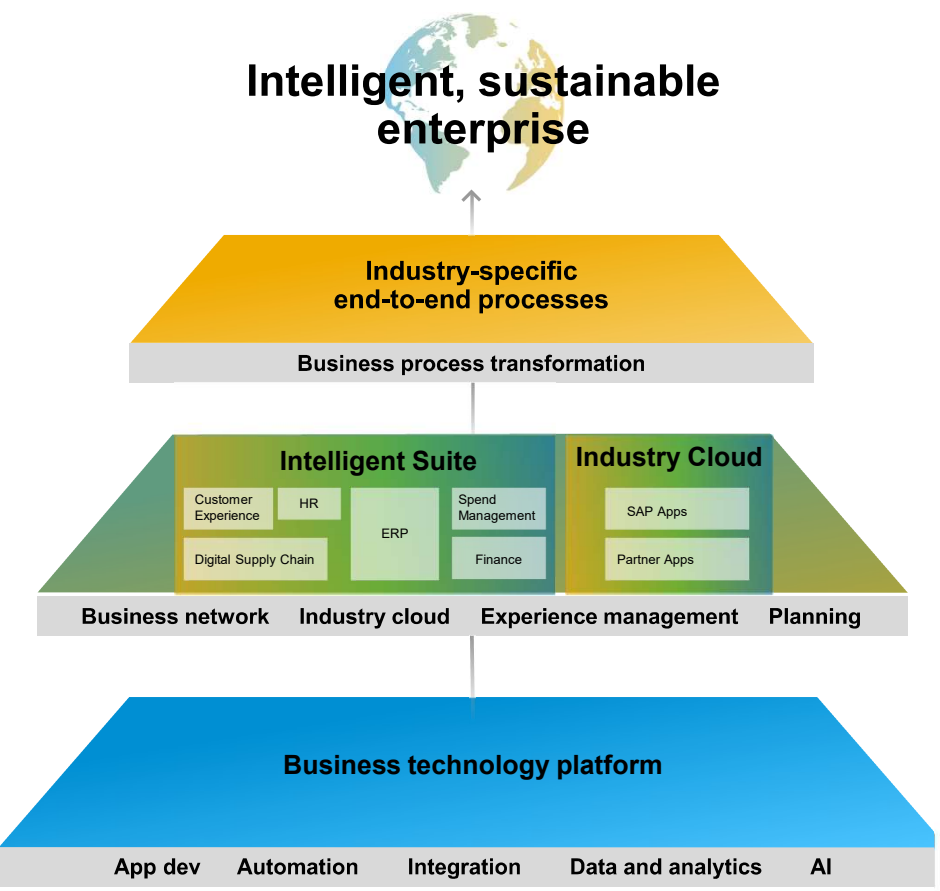 Intelligent, sustainable
enterprise
Industry-specific
end-to-end processes
Business process transformation
Intelligent Suite
Industry Cloud
Customer
Experience
HR
ERP
Spend
Management
SAP Apps
Digital Supply Chain
Finance
Partner Apps
Business network Industry cloud Experience management Planning
Business technology platform
App dev Automation Integration Data and analytics AI